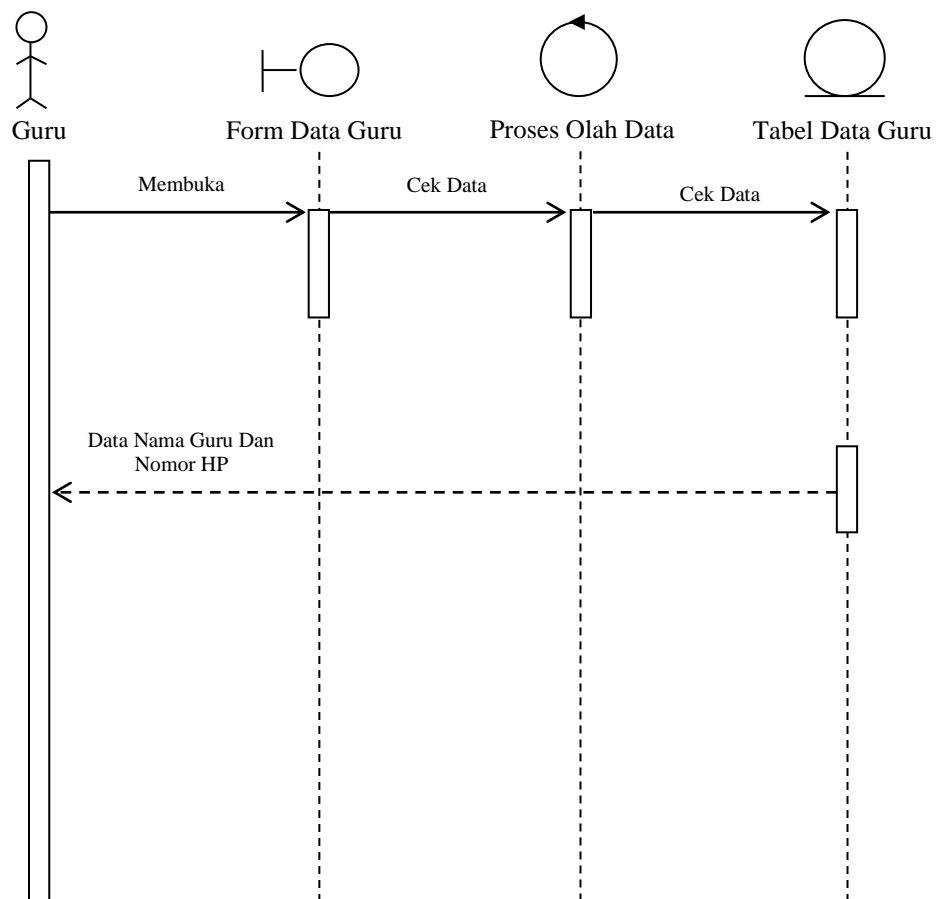 Guru
Form Data Guru
Proses Olah Data
Tabel Data Guru
Membuka
Cek Data
Cek Data
Data Nama Guru Dan
Nomor HP